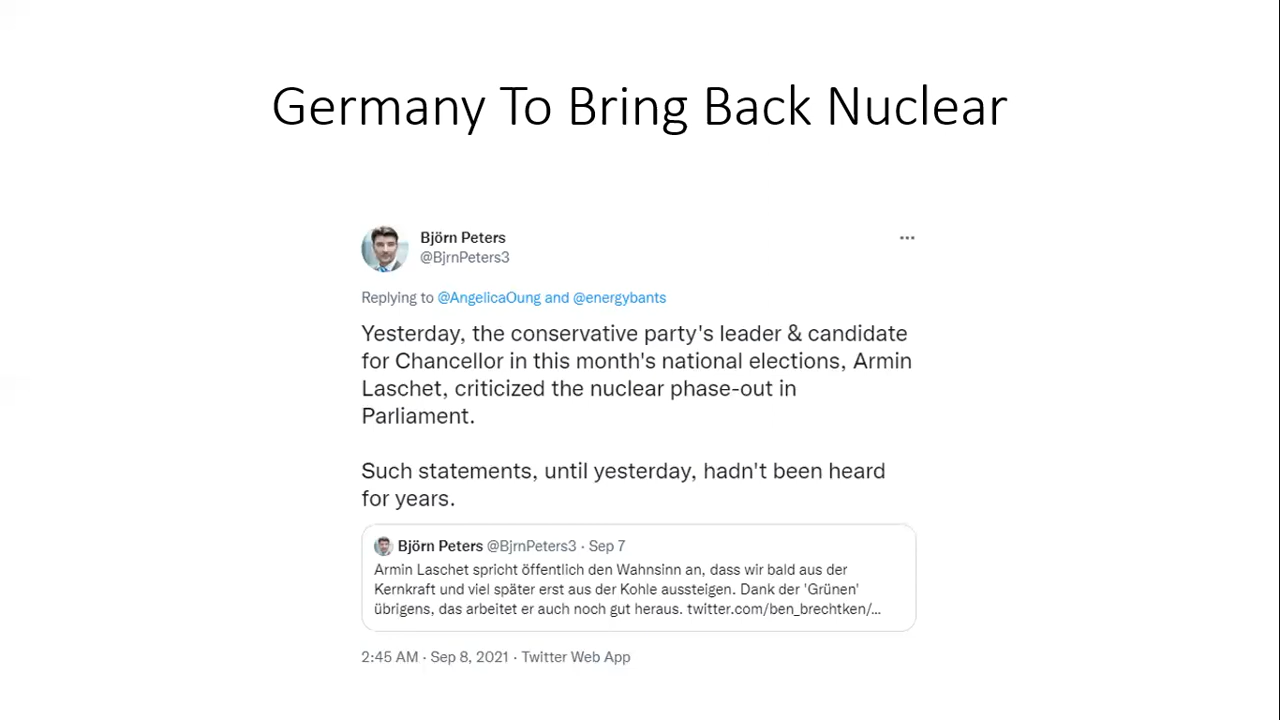 Germany To Bring Back Nuclear
Björn Peters
@BjrnPeters3
Replying to @AngelicaOung and @energybants
Yesterday, the conservative party's leader & candidate
for Chancellor in this month's national elections, Armin
Laschet, criticized the nuclear phase-out in
Parliament.
Such statements, until yesterday, hadn't been heard
for years.
Björn Peters @BjrnPeters3 · Sep 7
Armin Laschet spricht öffentlich den Wahnsinn an, dass wir bald aus der
Kernkraft und viel später erst aus der Kohle aussteigen. Dank der 'Grünen'
übrigens, das arbeitet er auch noch gut heraus. twitter.com/ben_brechtken/...
2:45 AM · Sep 8, 2021 · Twitter Web App